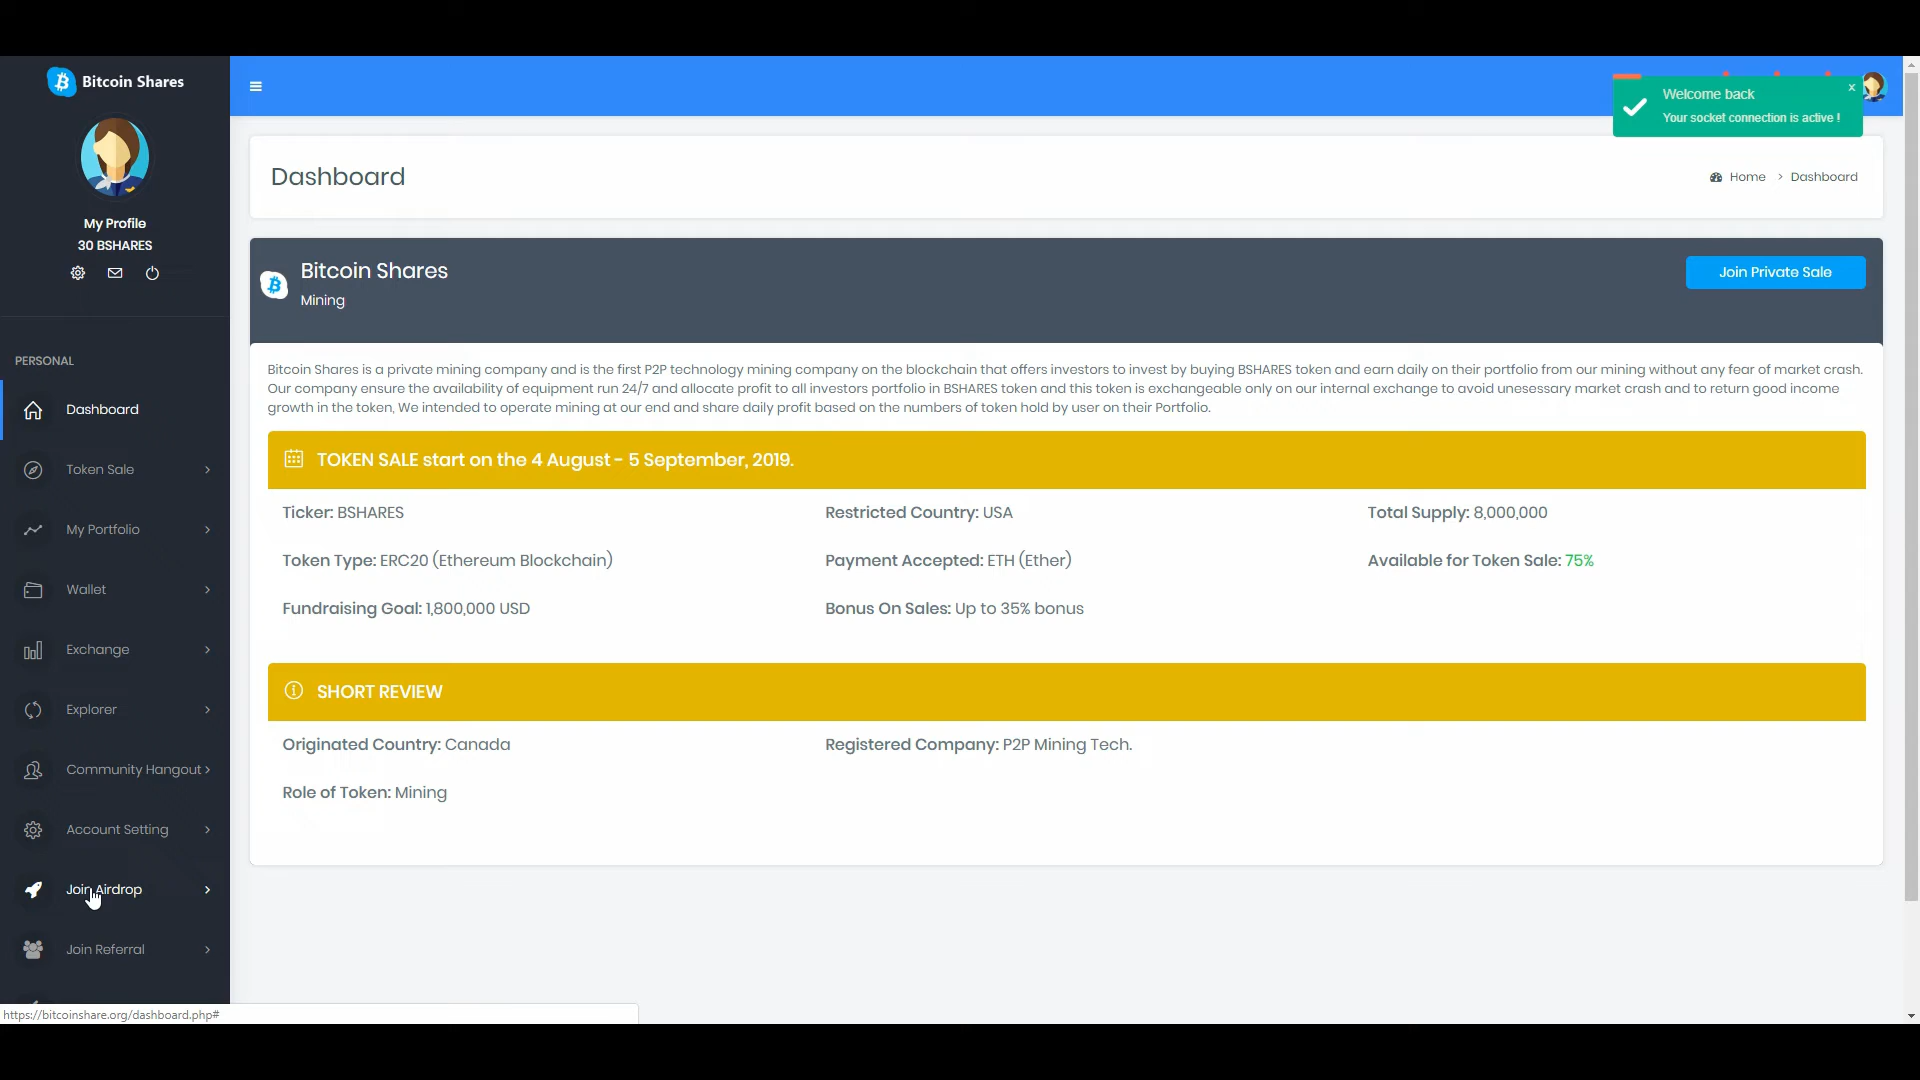 Bitcoin Shares
My Profile
30 BSHARES
PERSONAL
Dashboard
Token Sale
My Portfolio
Wallet
Exchange
Explorer
Community Hangout
Account Setting
Join Airdrop
Join Referral
https://bitcoinshare.org/dashboard.php#
Welcome back
x
Your socket connection is active !
Dashboard
Home > Dashboard
Bitcoin Shares
Mining
Join Private Sale
Bitcoin Shares is a private mining company and is the first P2P technology mining company on the blockchain that offers investors to invest by buying BSHARES token and earn daily on their portfolio from our mining without any fear of market crash.
Our company ensure the availability of equipment run 24/7 and allocate profit to all investors portfolio in BSHARES token and this token is exchangeable only on our internal exchange to avoid unesessary market crash and to return good income
growth in the token, We intended to operate mining at our end and share daily profit based on the numbers of token hold by user on their Portfolio.
TOKEN SALE start on the 4 August - 5 September, 2019.
Ticker: BSHARES
Restricted Country: USA
Total Supply: 8,000,000
Token Type: ERC20 (Ethereum Blockchain)
Payment Accepted: ETH (Ether)
Available for Token Sale: 75%
Fundraising Goal: 1,800,000 USD
Bonus On Sales: Up to 35% bonus
SHORT REVIEW
Originated Country: Canada
Registered Company: P2P Mining Tech.
Role of Token: Mining